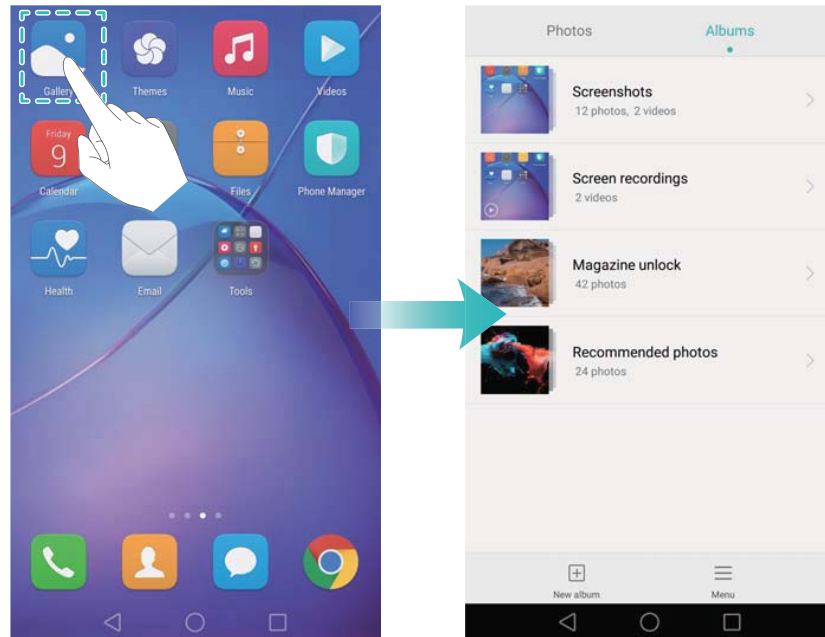 Gallery
Themes
Music
Videos
Friday
9
Calendar
Files
Phone Manager
Health
Email
Tools
Photos
Albums
Screenshots
12 photos, 2 videos
Screen recordings
2 videos
Magazine unlock
42 photos
Recommended photos
24 photos
New album
Menu